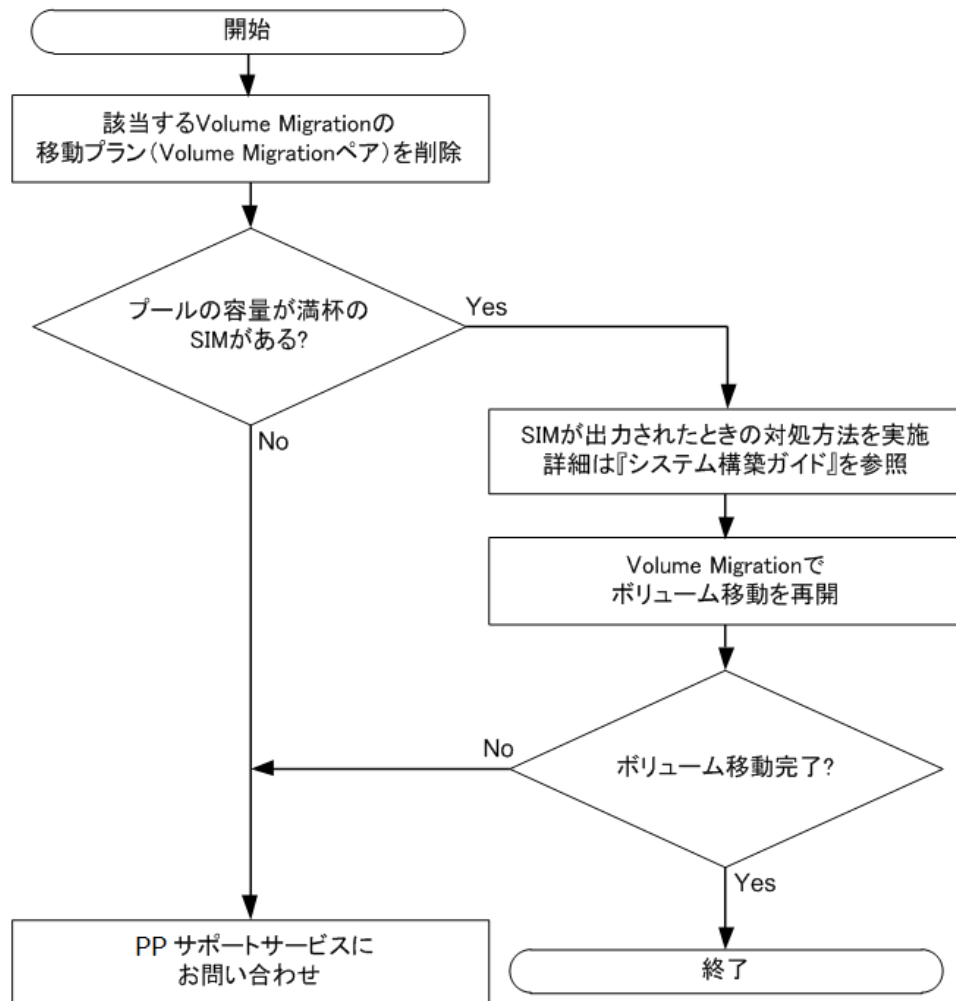 開始
該当するVolume Migrationの
移動プラン(Volume Migrationペア)を削除
プールの容量が満杯の
SIMがある?
Yes
No
SIMが出力されたときの対処方法を実施
詳細は『システム構築ガイド』を参照
Volume Migrationで
ボリューム移動を再開
No
ボリューム移動完了?
Yes
PP サポートサービスに
お問い合わせ
終了